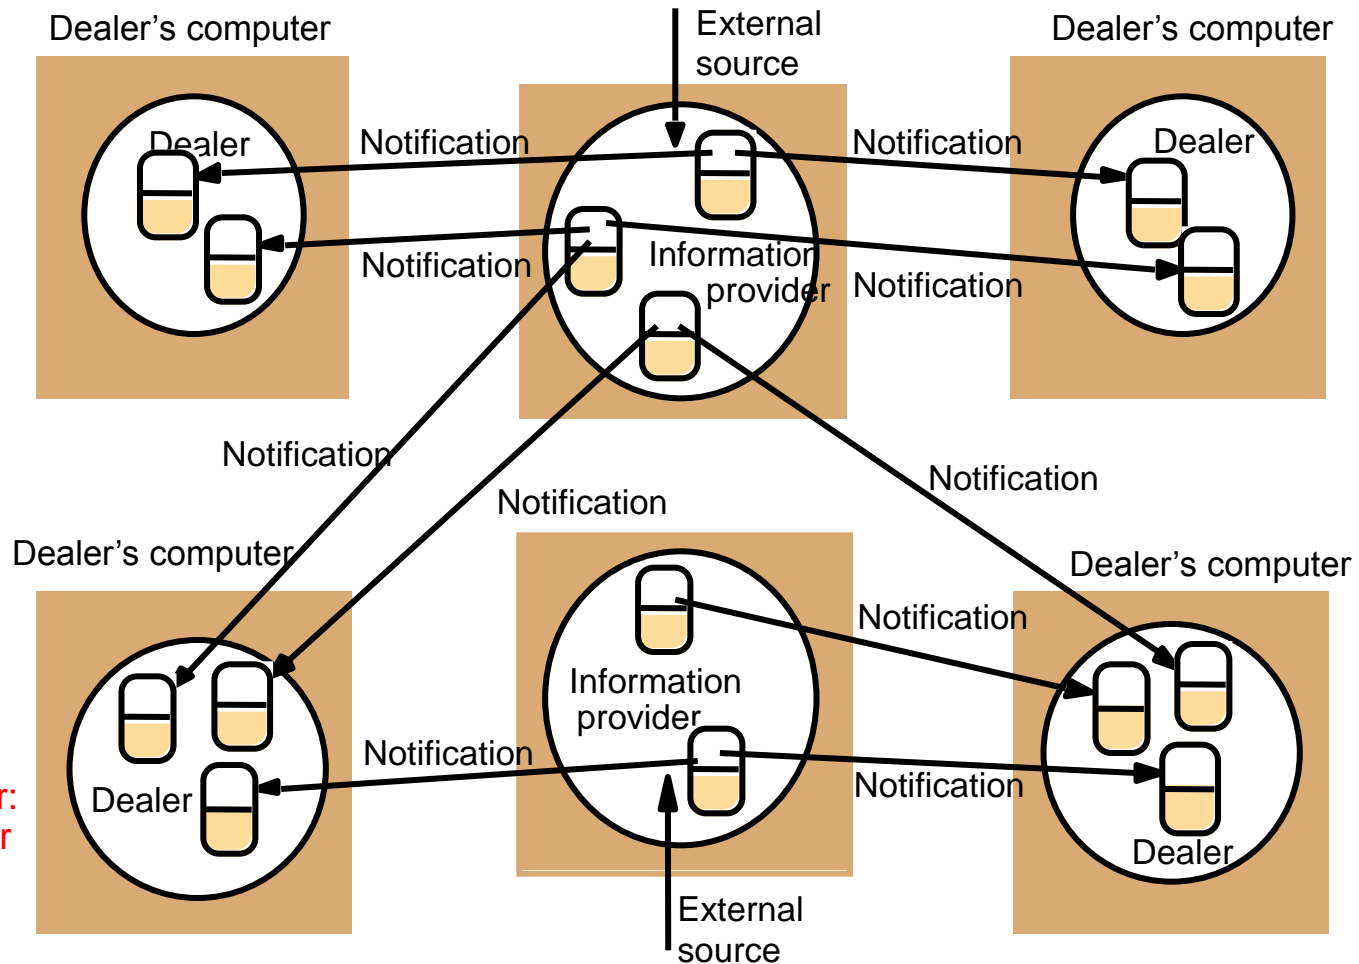 Dealer’s computer
External
source
Dealer’s computer
Dealer
Notification
Notification
Dealer
Notification
Information
provider
Notification
Notification
Notification
Notification
Dealer’s computer
Dealer’s computer
Notification
Information
provider
Notification
Notification
Dealer
r:
r
Dealer
External
source